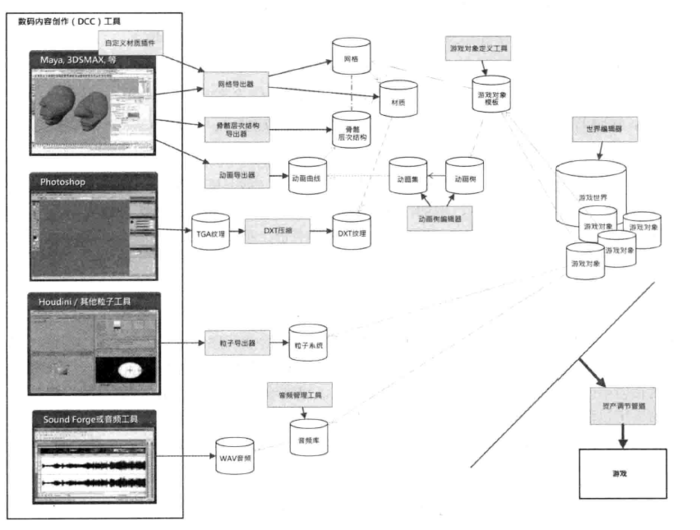 数码内容创作（DCC）工具
自定义材质插件
Maya, 3DSMAX, 等
网格导出器
网格
材质
游戏对象定义工具
游戏对象
模板
骨骼层次结构
导出器
骨骼
层次结构
世界编辑器
动画导出器
动画曲线
动画集
动画树
动画树编辑器
游戏世界
游戏对象
游戏对象
游戏对象
游戏对象
Photoshop
TGA纹理
DXT压缩
DXT纹理
Houdini / 其他粒子工具
粒子导出器
粒子系统
音频管理工具
资产调节管道
Sound Forge或音频工具
WAV音频
音频库
游戏